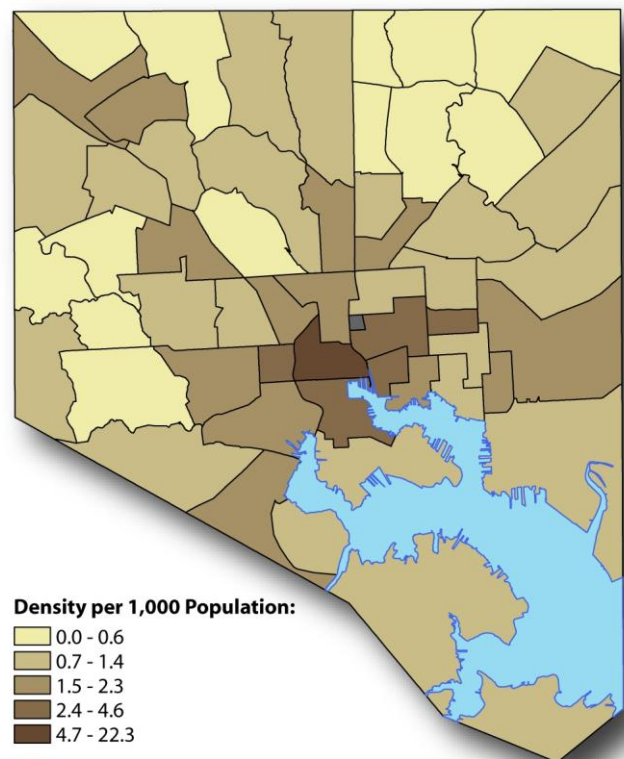 Density per 1,000 Population:
0.0 - 0.6
0.7 - 1.4
1.5 - 2.3
2.4 - 4.6
4.7 - 22.3